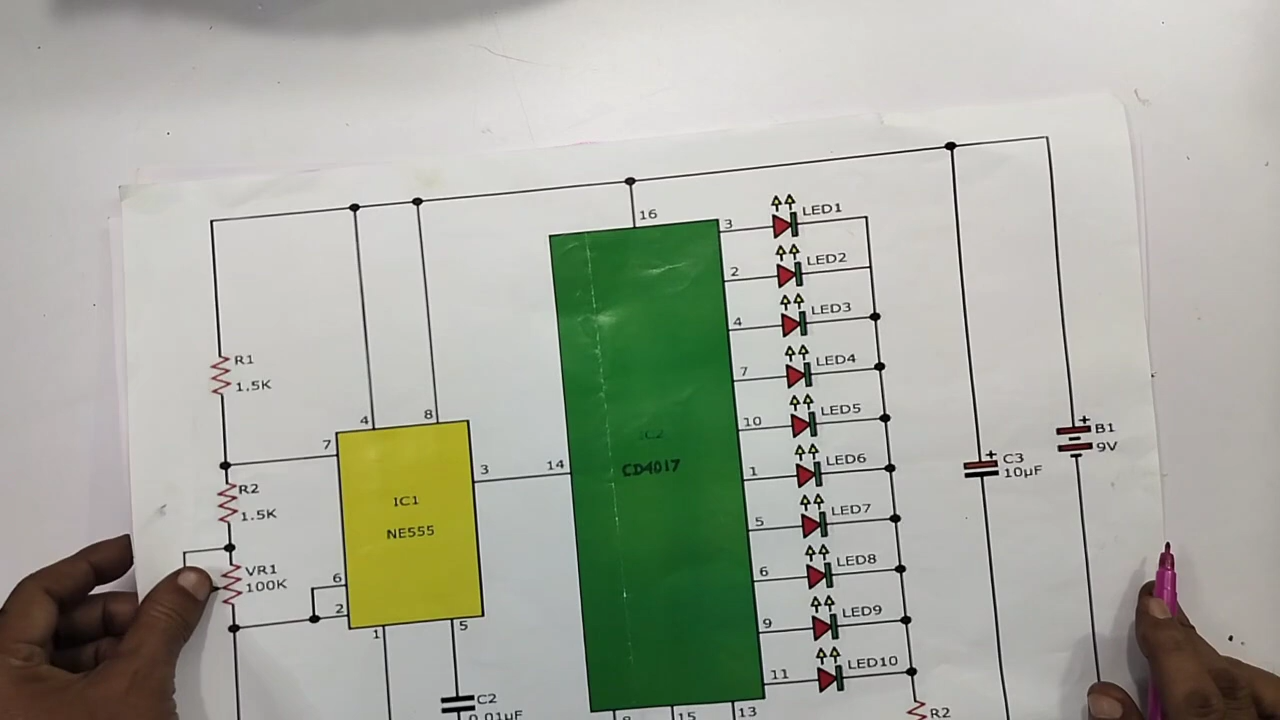 16
3
LED1
2
LED2
4
LED3
7
LED4
10
LED5
1
LED6
5
LED7
6
LED8
9
LED9
11
LED10
R1
1.5K
4
8
7
R2
1.5K
VR1
100K
6
2
1
5
3
14
IC1
NE555
IC2
CD4017
+
C3
10µF
+
B1
9V
C2
0.01µF
8
15
13
R2